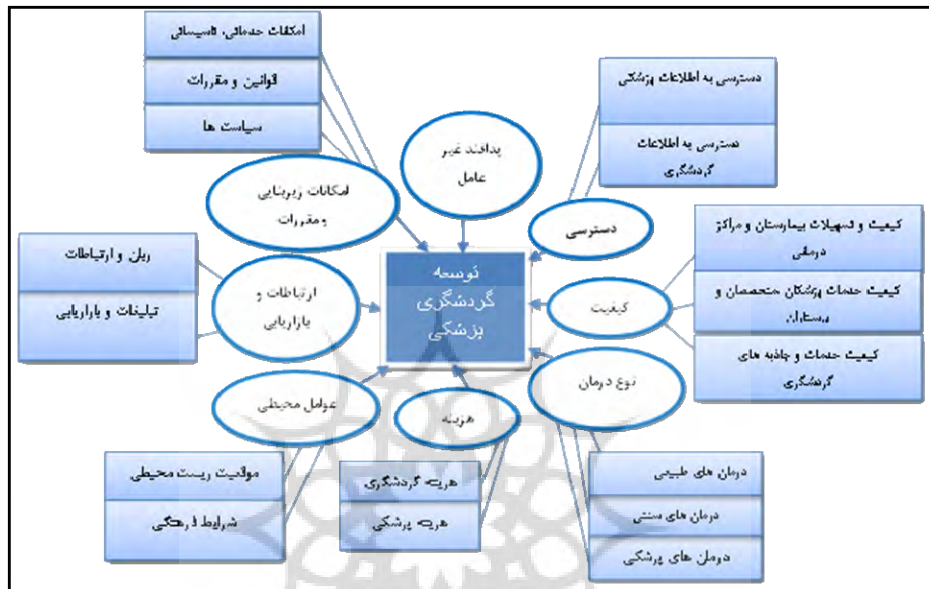 امکانات خدماتی، تاسیساتی
قوانین و مقررات
سیاست ها
دسترسی به اطلاعات پزشکی
دسترسی به اطلاعات
گردشگری
پدافند غیر
عامل
امکانات زیربنایی
و مقررات
دسترسی
کیفیت و تسهیلات بیمارستان و مراکز
درمانی
کیفیت خدمات پزشکان متخصصان و
پرستاران
کیفیت خدمات و جاذبه های
گردشگری
زبان و ارتباطات
تبلیغات و بازاریابی
ارتباطات و
بازاریابی
توسعه
گردشگری
پزشکی
کیفیت
نوع درمان
عوامل محیطی
هزینه
موقعیت زیست محیطی
شرایط فرهنگی
هزینه گردشگری
هزینه پزشکی
درمان های طبیعی
درمان های سنتی
درمان های پزشکی